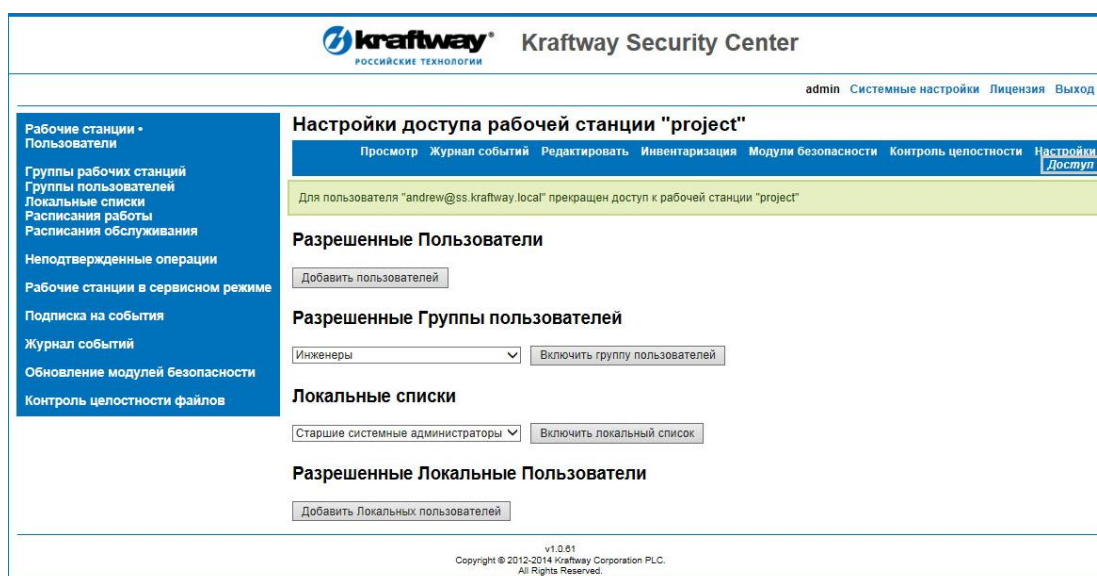 kraftway®
РОССИЙСКИЕ ТЕХНОЛОГИИ
Kraftway Security Center
admin Системные настройки Лицензия Выход
Рабочие станции •
Пользователи
Группы рабочих станций
Группы пользователей
Локальные списки
Расписания работы
Расписания обслуживания
Неподтвержденные операции
Рабочие станции в сервисном режиме
Подписка на события
Журнал событий
Обновление модулей безопасности
Контроль целостности файлов
Настройки доступа рабочей станции "project"
Просмотр Журнал событий Редактировать Инвентаризация Модули безопасности Контроль целостности Настройки
Доступ
Для пользователя "andrew@ss.kraftway.local" прекращен доступ к рабочей станции "project"
Разрешенные Пользователи
Добавить пользователей
Разрешенные Группы пользователей
Инженеры Включить группу пользователей
Локальные списки
Старшие системные администраторы Включить локальный список
Разрешенные Локальные Пользователи
Добавить Локальных пользователей
v1.0.61
Copyright © 2012-2014 Kraftway Corporation PLC.
All Rights Reserved.